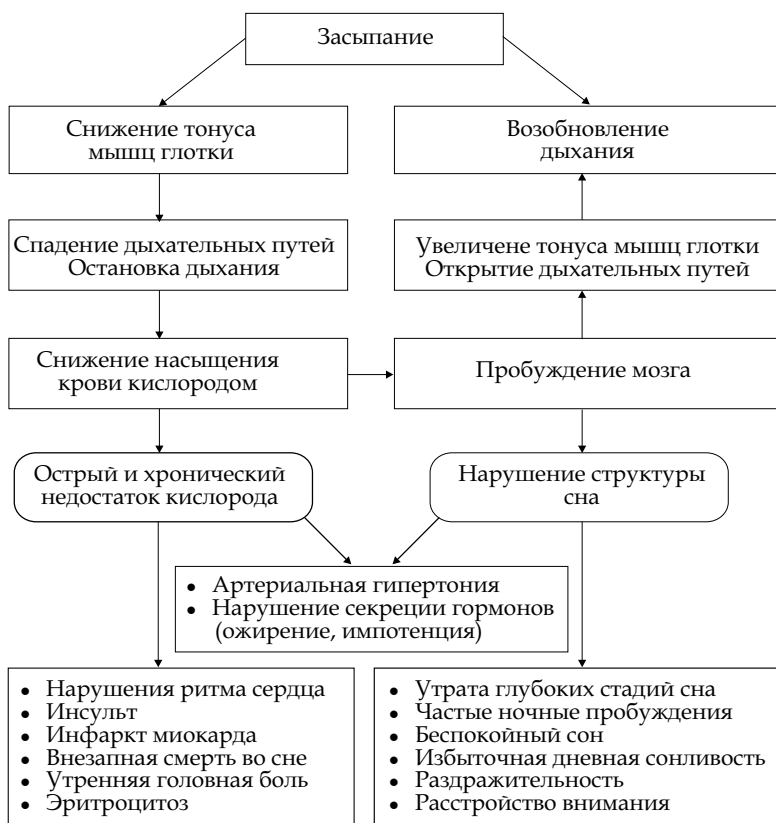 Засыпание
Снижение тонуса
мышц глотки
Возобновление
дыхания
Спадение дыхательных путей
Остановка дыхания
Увеличене тонуса мышц глотки
Открытие дыхательных путей
Снижение насыщения
крови кислородом
Пробуждение мозга
Острый и хронический
недостаток кислорода
Нарушение структуры
сна
• Артериальная гипертония
• Нарушение секреции гормонов
(ожирение, импотенция)
• Нарушения ритма сердца
• Инсульт
• Инфаркт миокарда
• Внезапная смерть во сне
• Утренняя головная боль
• Эритроцитоз
• Утрата глубоких стадий сна
• Частые ночные пробуждения
• Беспокойный сон
• Избыточная дневная сонливость
• Раздражительность
• Расстройство внимания